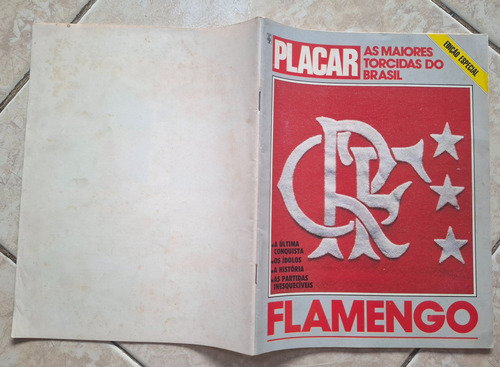 PLACAR
AS MAIORES
TORCIDAS DO
BRASIL
EDIÇÃO ESPECIAL
CRF
A ÚLTIMA
CONQUISTA
OS ÍDOLOS
A HISTÓRIA
AS PARTIDAS
INESQUECÍVEIS
FLAMENGO